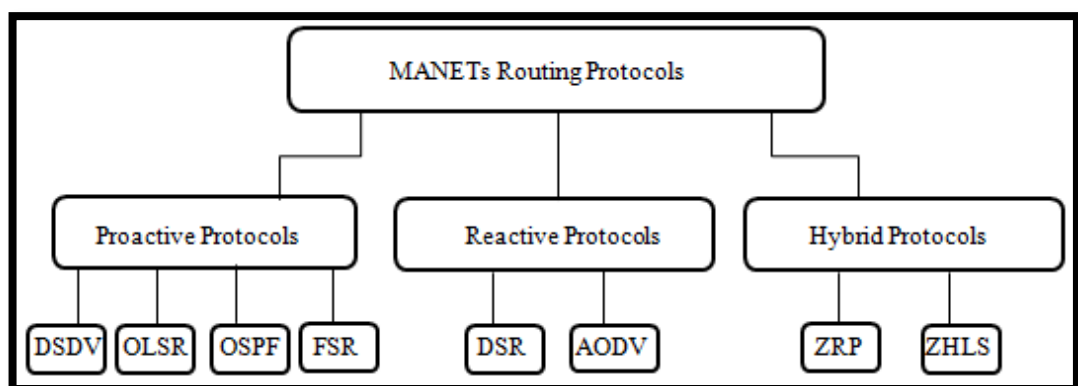 MANETs Routing Protocols
Proactive Protocols
Reactive Protocols
Hybrid Protocols
DSDV
OLSR
OSPF
FSR
DSR
AODV
ZRP
ZHLS